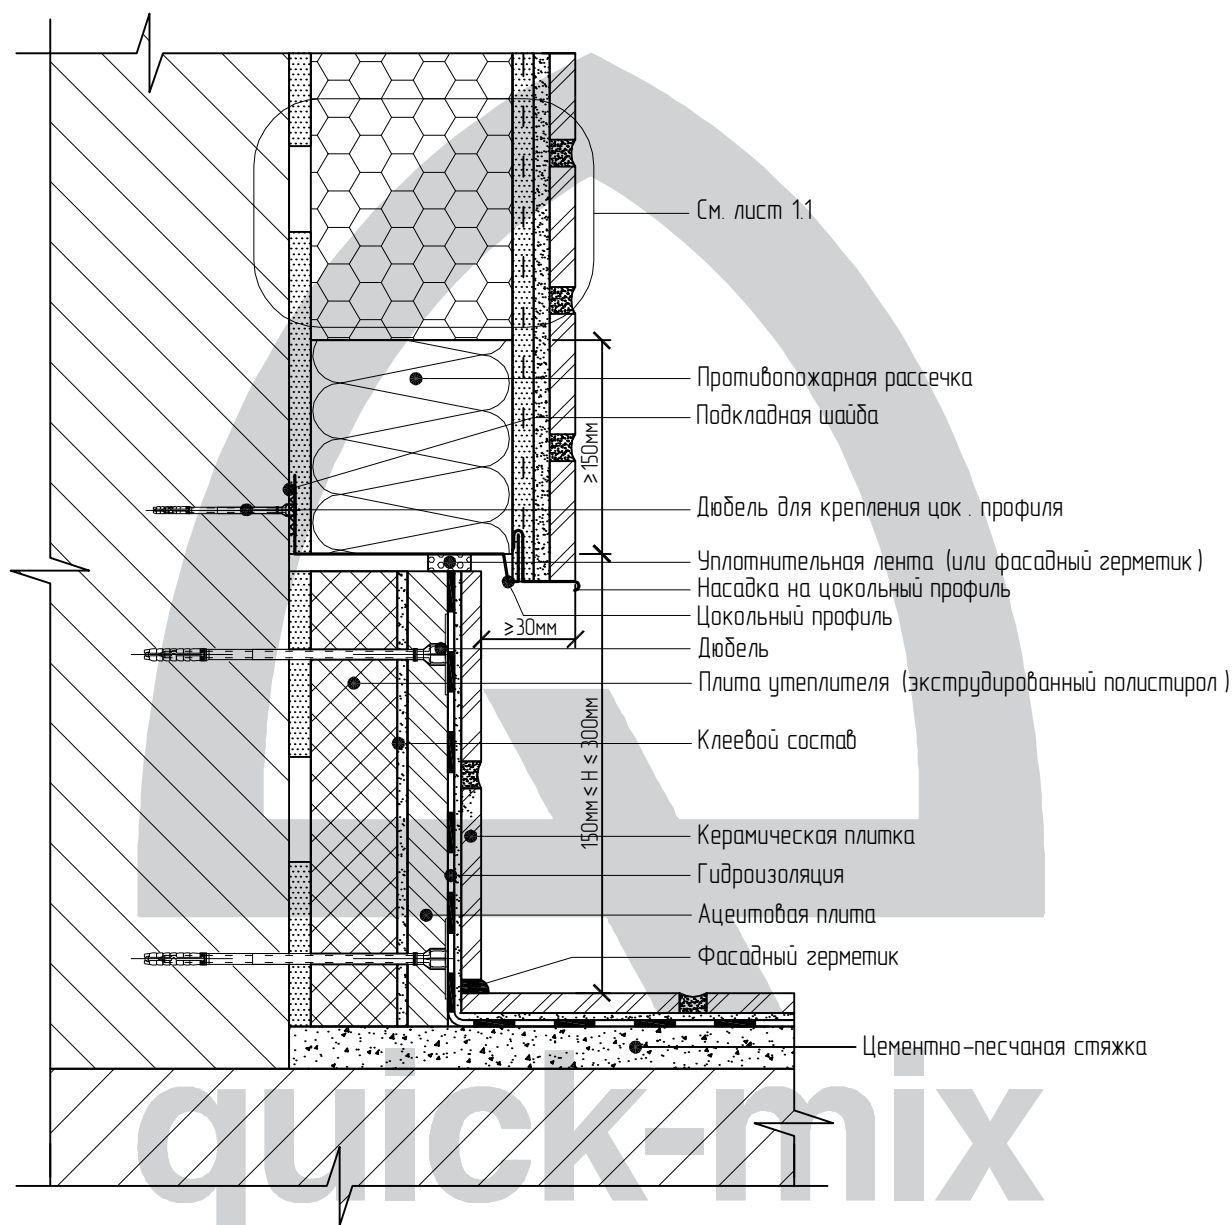 См. лист 1.1
Противопожарная рассечка
Подкладная шайба
≥150мм
Дюбель для крепления цок. профиля
Уплотнительная лента (или фасадный герметик)
Насадка на цокольный профиль
Цокольный профиль
≥30мм
Дюбель
Плита утеплителя (экструдированный полистирол)
Клеевой состав
150мм ≤ H ≤ 300мм
Керамическая плитка
Гидроизоляция
Ацеитовая плита
Фасадный герметик
Цементно-песчаная стяжка
quick-mix